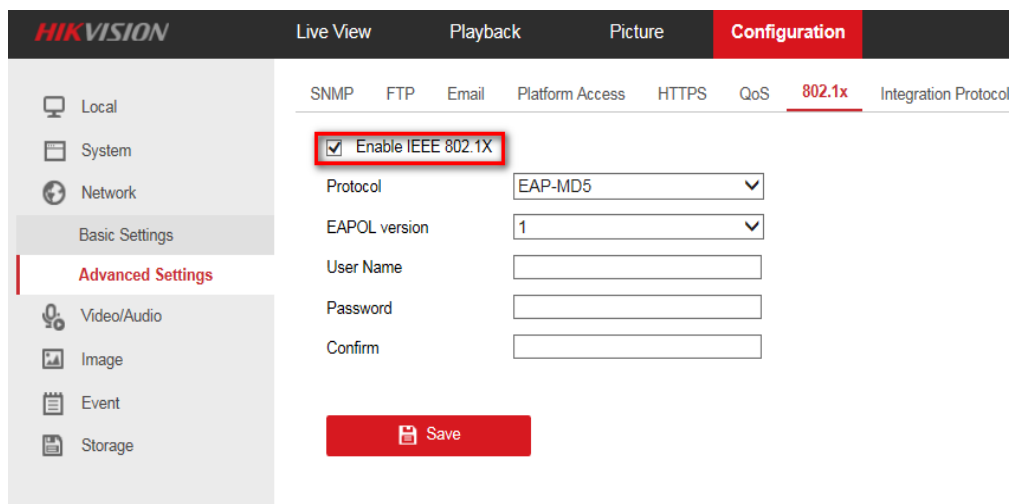 HIKVISION Live View Playback Picture Configuration
SNMP FTP Email Platform Access HTTPS QoS 802.1x Integration Protocol
Local
System
Network
Basic Settings
Advanced Settings
Video/Audio
Image
Event
Storage
Enable IEEE 802.1X
Protocol EAP-MD5
EAPOL version 1
User Name
Password
Confirm
Save